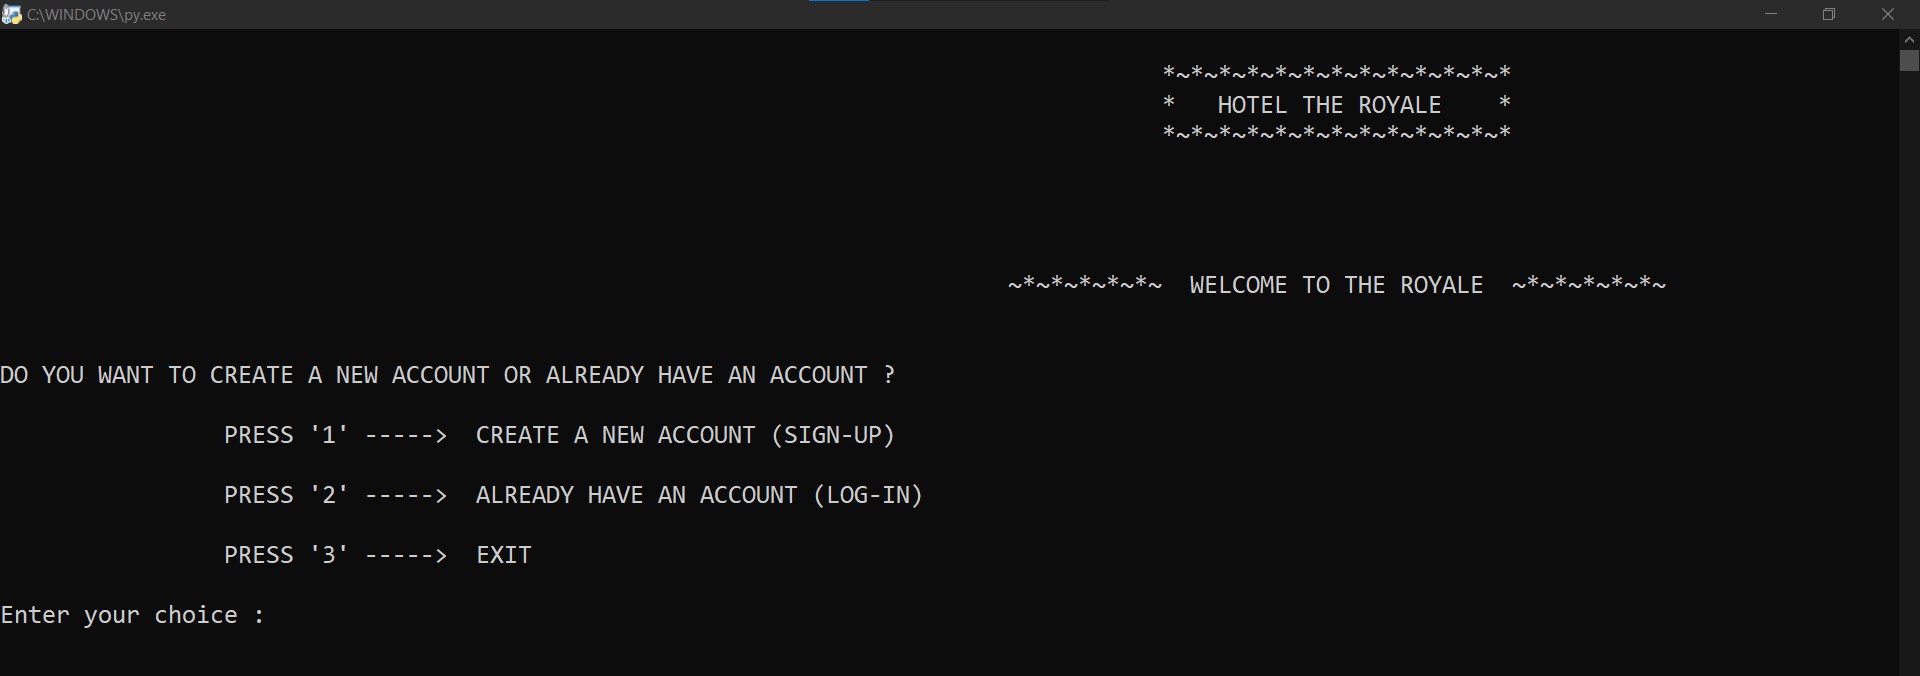 C:\WINDOWS\py.exe
*~*~*~*~*~*~*~*~*~*~*~*~*
*   HOTEL THE ROYALE    *
*~*~*~*~*~*~*~*~*~*~*~*~*
~*~*~*~*~*~  WELCOME TO THE ROYALE  ~*~*~*~*~*~
DO YOU WANT TO CREATE A NEW ACCOUNT OR ALREADY HAVE AN ACCOUNT ?
PRESS '1' ----->  CREATE A NEW ACCOUNT (SIGN-UP)
PRESS '2' ----->  ALREADY HAVE AN ACCOUNT (LOG-IN)
PRESS '3' ----->  EXIT
Enter your choice :